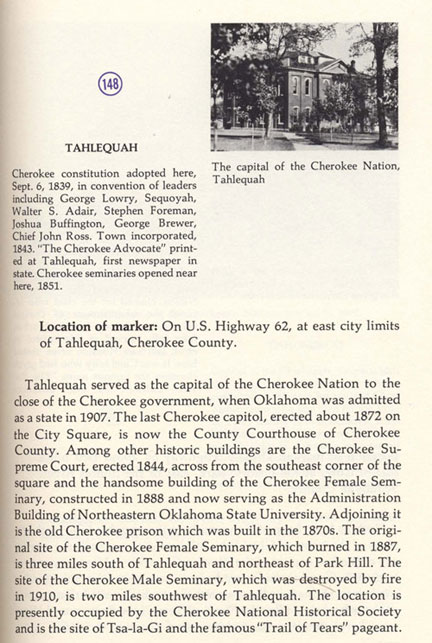 148
TAHLEQUAH
Cherokee constitution adopted here,
Sept. 6, 1839, in convention of leaders
including George Lowry, Sequoyah,
Walter S. Adair, Stephen Foreman,
Joshua Buffington, George Brewer,
Chief John Ross. Town incorporated,
1843. "The Cherokee Advocate" print-
ed at Tahlequah, first newspaper in
state. Cherokee seminaries opened near
here, 1851.
The capital of the Cherokee Nation,
Tahlequah
Location of marker: On U.S. Highway 62, at east city limits
of Tahlequah, Cherokee County.
Tahlequah served as the capital of the Cherokee Nation to the
close of the Cherokee government, when Oklahoma was admitted
as a state in 1907. The last Cherokee capitol, erected about 1872 on
the City Square, is now the County Courthouse of Cherokee
County. Among other historic buildings are the Cherokee Su-
preme Court, erected 1844, across from the southeast corner of the
square and the handsome building of the Cherokee Female Sem-
inary, constructed in 1888 and now serving as the Administration
Building of Northeastern Oklahoma State University. Adjoining it
is the old Cherokee prison which was built in the 1870s. The origi-
nal site of the Cherokee Female Seminary, which burned in 1887,
is three miles south of Tahlequah and northeast of Park Hill. The
site of the Cherokee Male Seminary, which was destroyed by fire
in 1910, is two miles southwest of Tahlequah. The location is
presently occupied by the Cherokee National Historical Society
and is the site of Tsa-la-Gi and the famous "Trail of Tears" pageant.